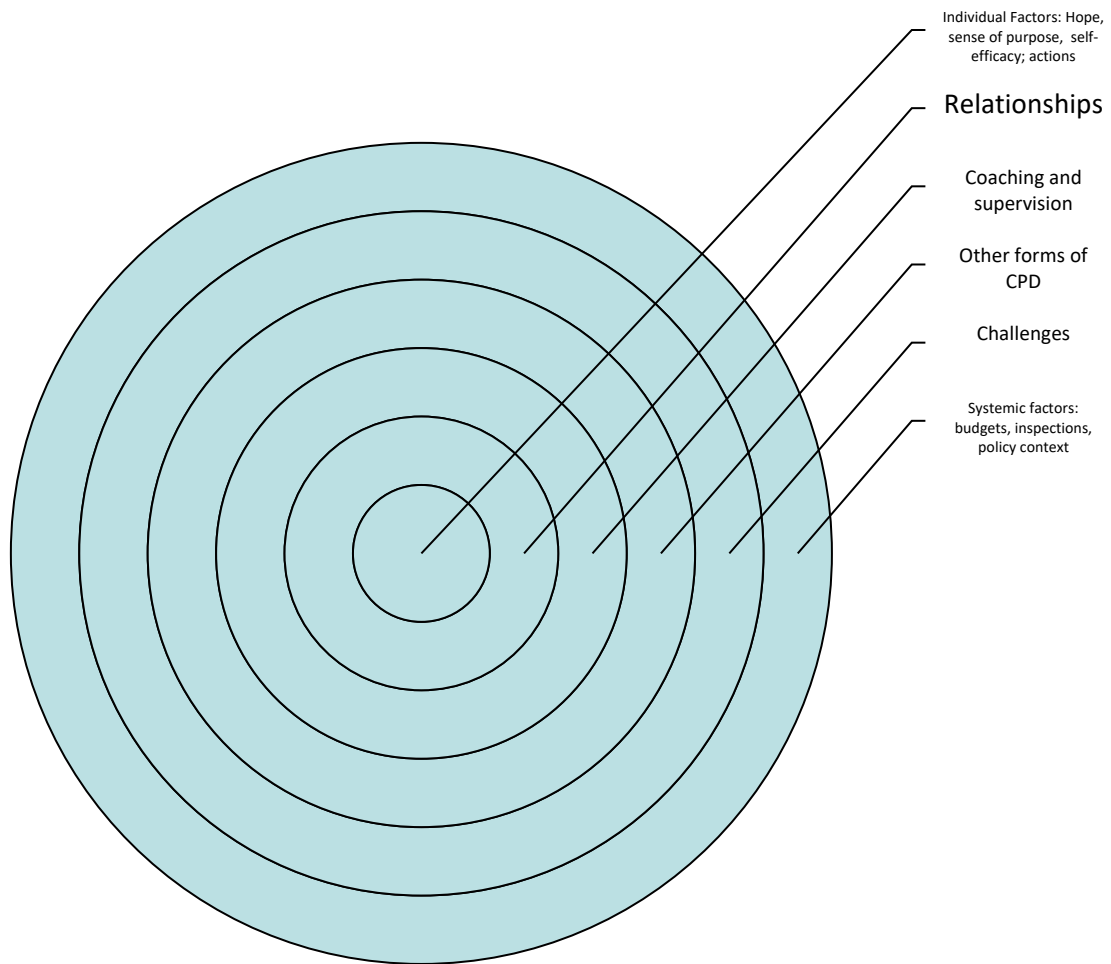 Individual Factors: Hope,
sense of purpose, self-
efficacy; actions
Relationships
Coaching and
supervision
Other forms of
CPD
Challenges
Systemic factors:
budgets, inspections,
policy context